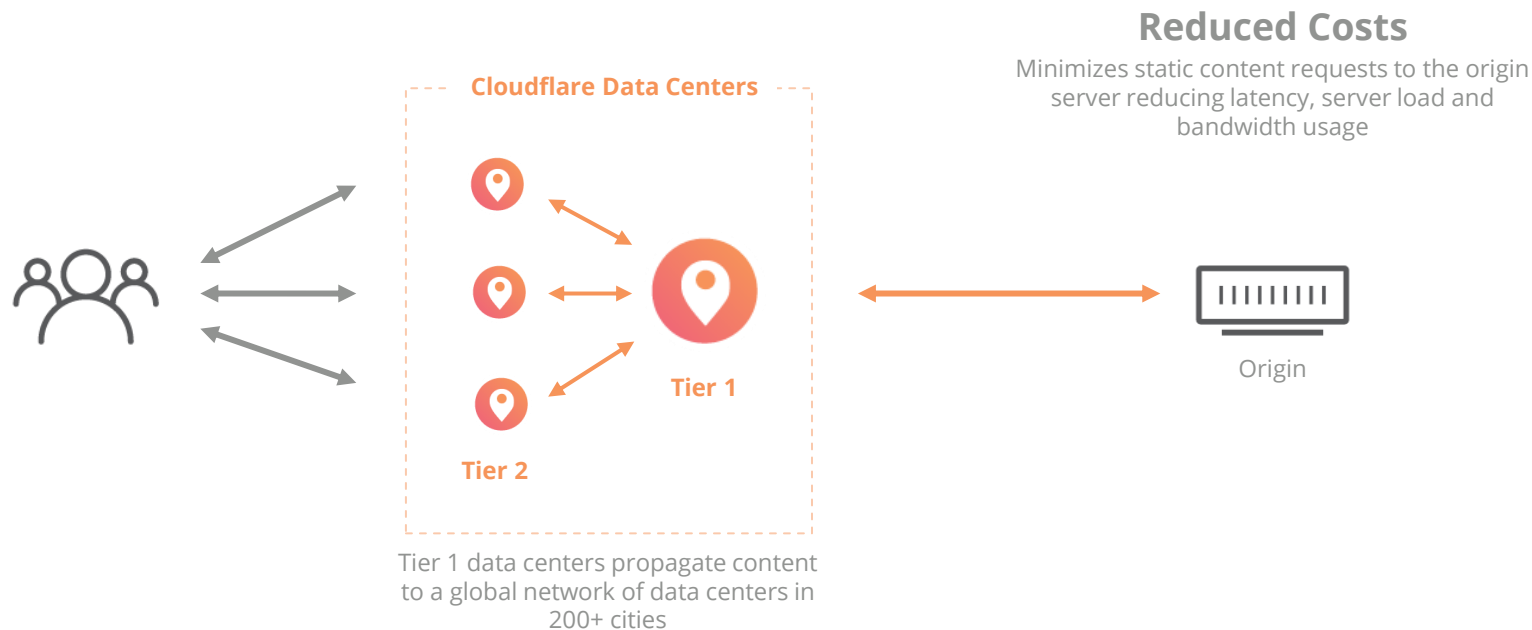 Reduced Costs
Minimizes static content requests to the origin
server reducing latency, server load and
bandwidth usage
Cloudflare Data Centers
Tier 1
Origin
Tier 2
Tier 1 data centers propagate content
to a global network of data centers in
200+ cities